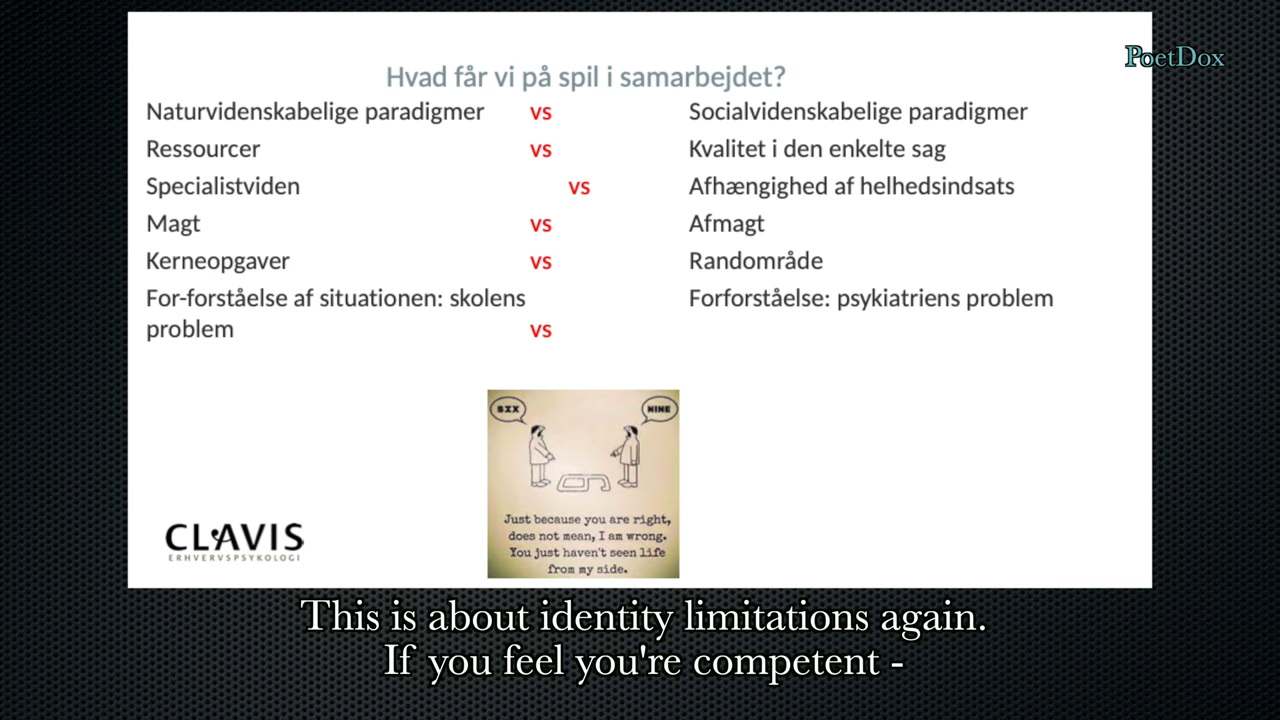 PoetDox
Hvad får vi på spil i samarbejdet?
Naturvidenskabelige paradigmer vs Socialvidenskabelige paradigmer
Ressourcer vs Kvalitet i den enkelte sag
Specialistviden vs Afhængighed af helhedsindsats
Magt vs Afmagt
Kerneopgaver vs Randområde
For-forståelse af situationen: skolens Forforståelse: psykiatriens problem
problem vs
SIX NINE
Just because you are right,
does not mean, I am wrong.
You just haven't seen life
from my side.
CLAVIS
ERHVERVSPSYKOLOGI
This is about identity limitations again.
If you feel you're competent -